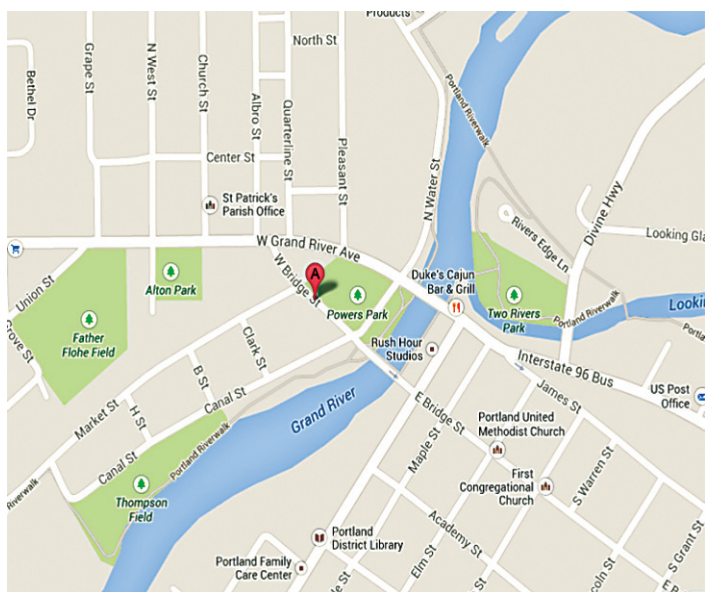 Products
North St
Bethel Dr
Grape St
N West St
Church St
Albro St
Quarterline St
Pleasant St
Portland Riverwalk
N Water St
Center St
St Patrick's
Parish Office
Divine Hwy
Rivers Edge Ln
W Grand River Ave
W Bridge St
A
Union St
Alton Park
Powers Park
Duke's Cajun
Bar & Grill
Two Rivers
Park
Portland Riverwalk
Grove St
Father
Flohe Field
Clark St
Rush Hour
Studios
Interstate 96 Bus
US Post
Office
B St
Market St
H St
Canal St
Grand River
James St
E Bridge St
Canal St
Portland Riverwalk
Portland United
Methodist Church
Maple St
Riverwalk
Thompson
Field
First
Congregational
Church
S Warren St
Portland
District Library
Academy St
Elm St
S Grant St
Portland Family
Care Center